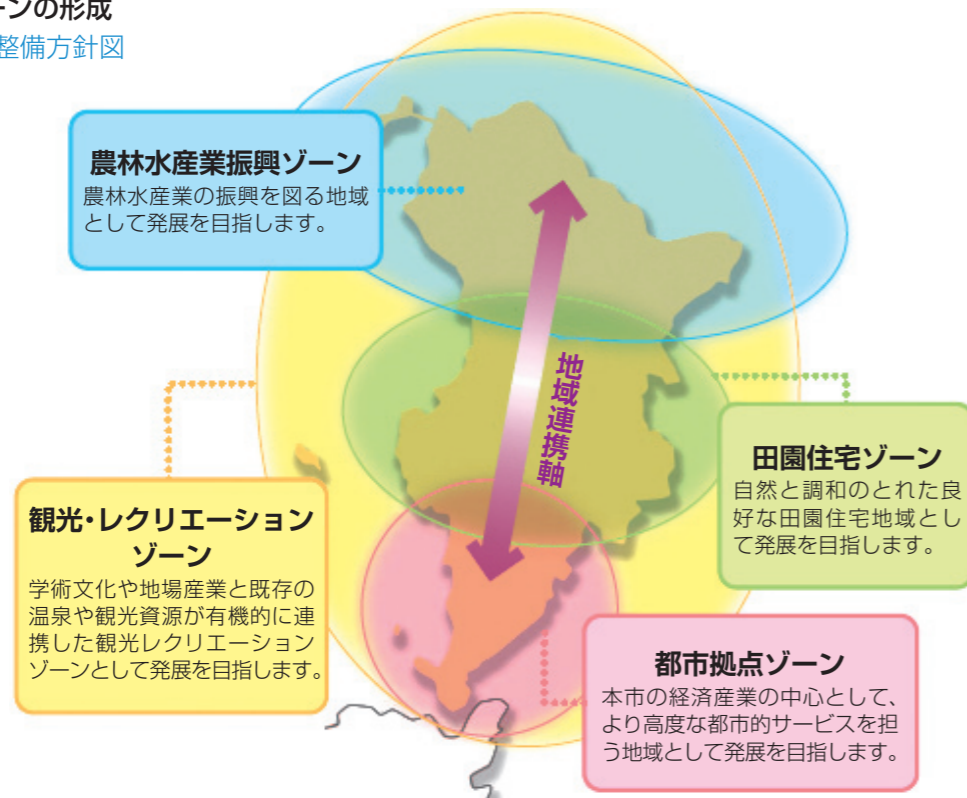 ーンの形成
整備方針図
農林水産業振興ゾーン
農林水産業の振興を図る地域
として発展を目指します。
地域連携軸
田園住宅ゾーン
自然と調和のとれた良
好な田園住宅地域とし
て発展を目指します。
観光・レクリエーション
ゾーン
学術文化や地場産業と既存の
温泉や観光資源が有機的に連
携した観光レクリエーション
ゾーンとして発展を目指します。
都市拠点ゾーン
本市の経済産業の中心として、
より高度な都市的サービスを担
う地域として発展を目指します。